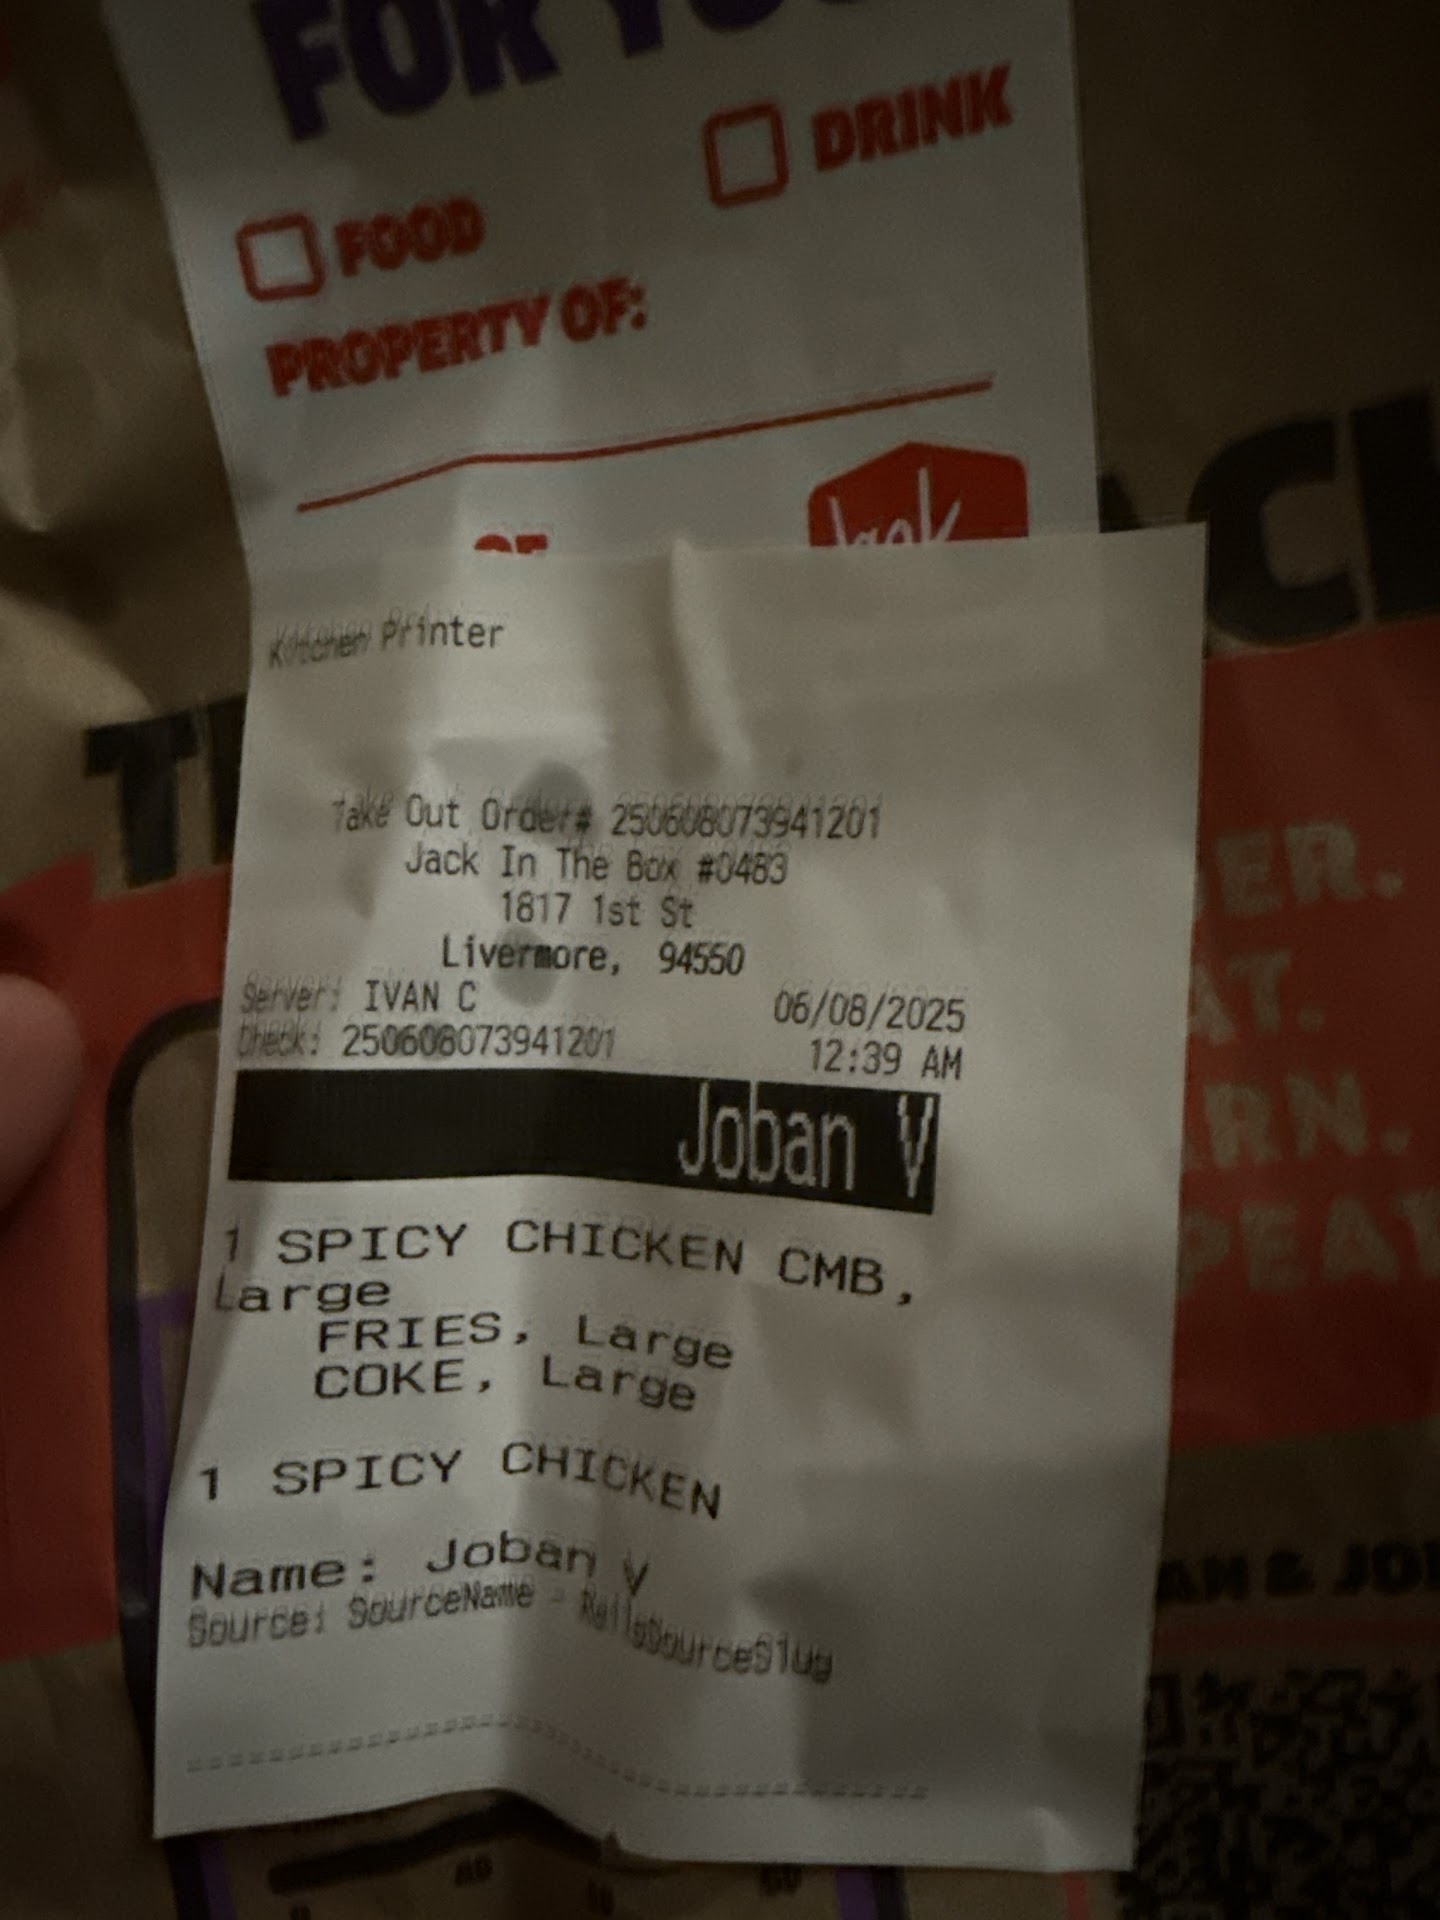 FOR YOU
FOOD
DRINK
PROPERTY OF:
Jack
Kitchen Printer
Take Out Order# 250608073941201
Jack In The Box #0483
1817 1st St
Livermore, 94550
Server: IVAN C 06/08/2025
Check: 250608073941201 12:39 AM
Joban V
1 SPICY CHICKEN CMB,
Large
FRIES, Large
COKE, Large
1 SPICY CHICKEN
Name: Joban V
Source: SourceName - RailsSourceSlug